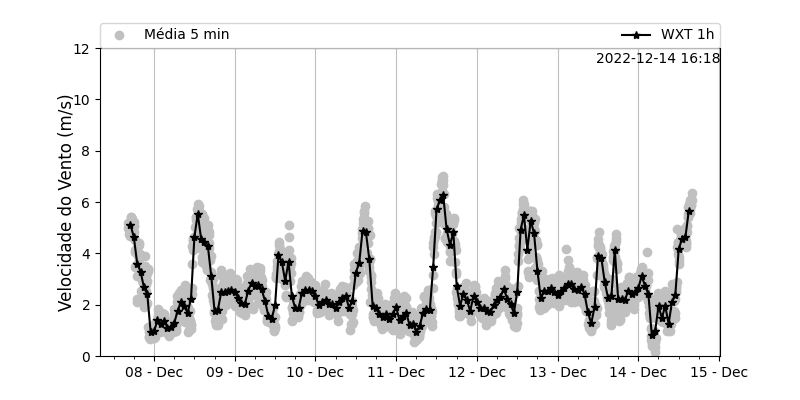 Média 5 min
WXT 1h
2022-12-14 16:18
Velocidade do Vento (m/s)
12
10
8
6
4
2
0
08 - Dec
09 - Dec
10 - Dec
11 - Dec
12 - Dec
13 - Dec
14 - Dec
15 - Dec